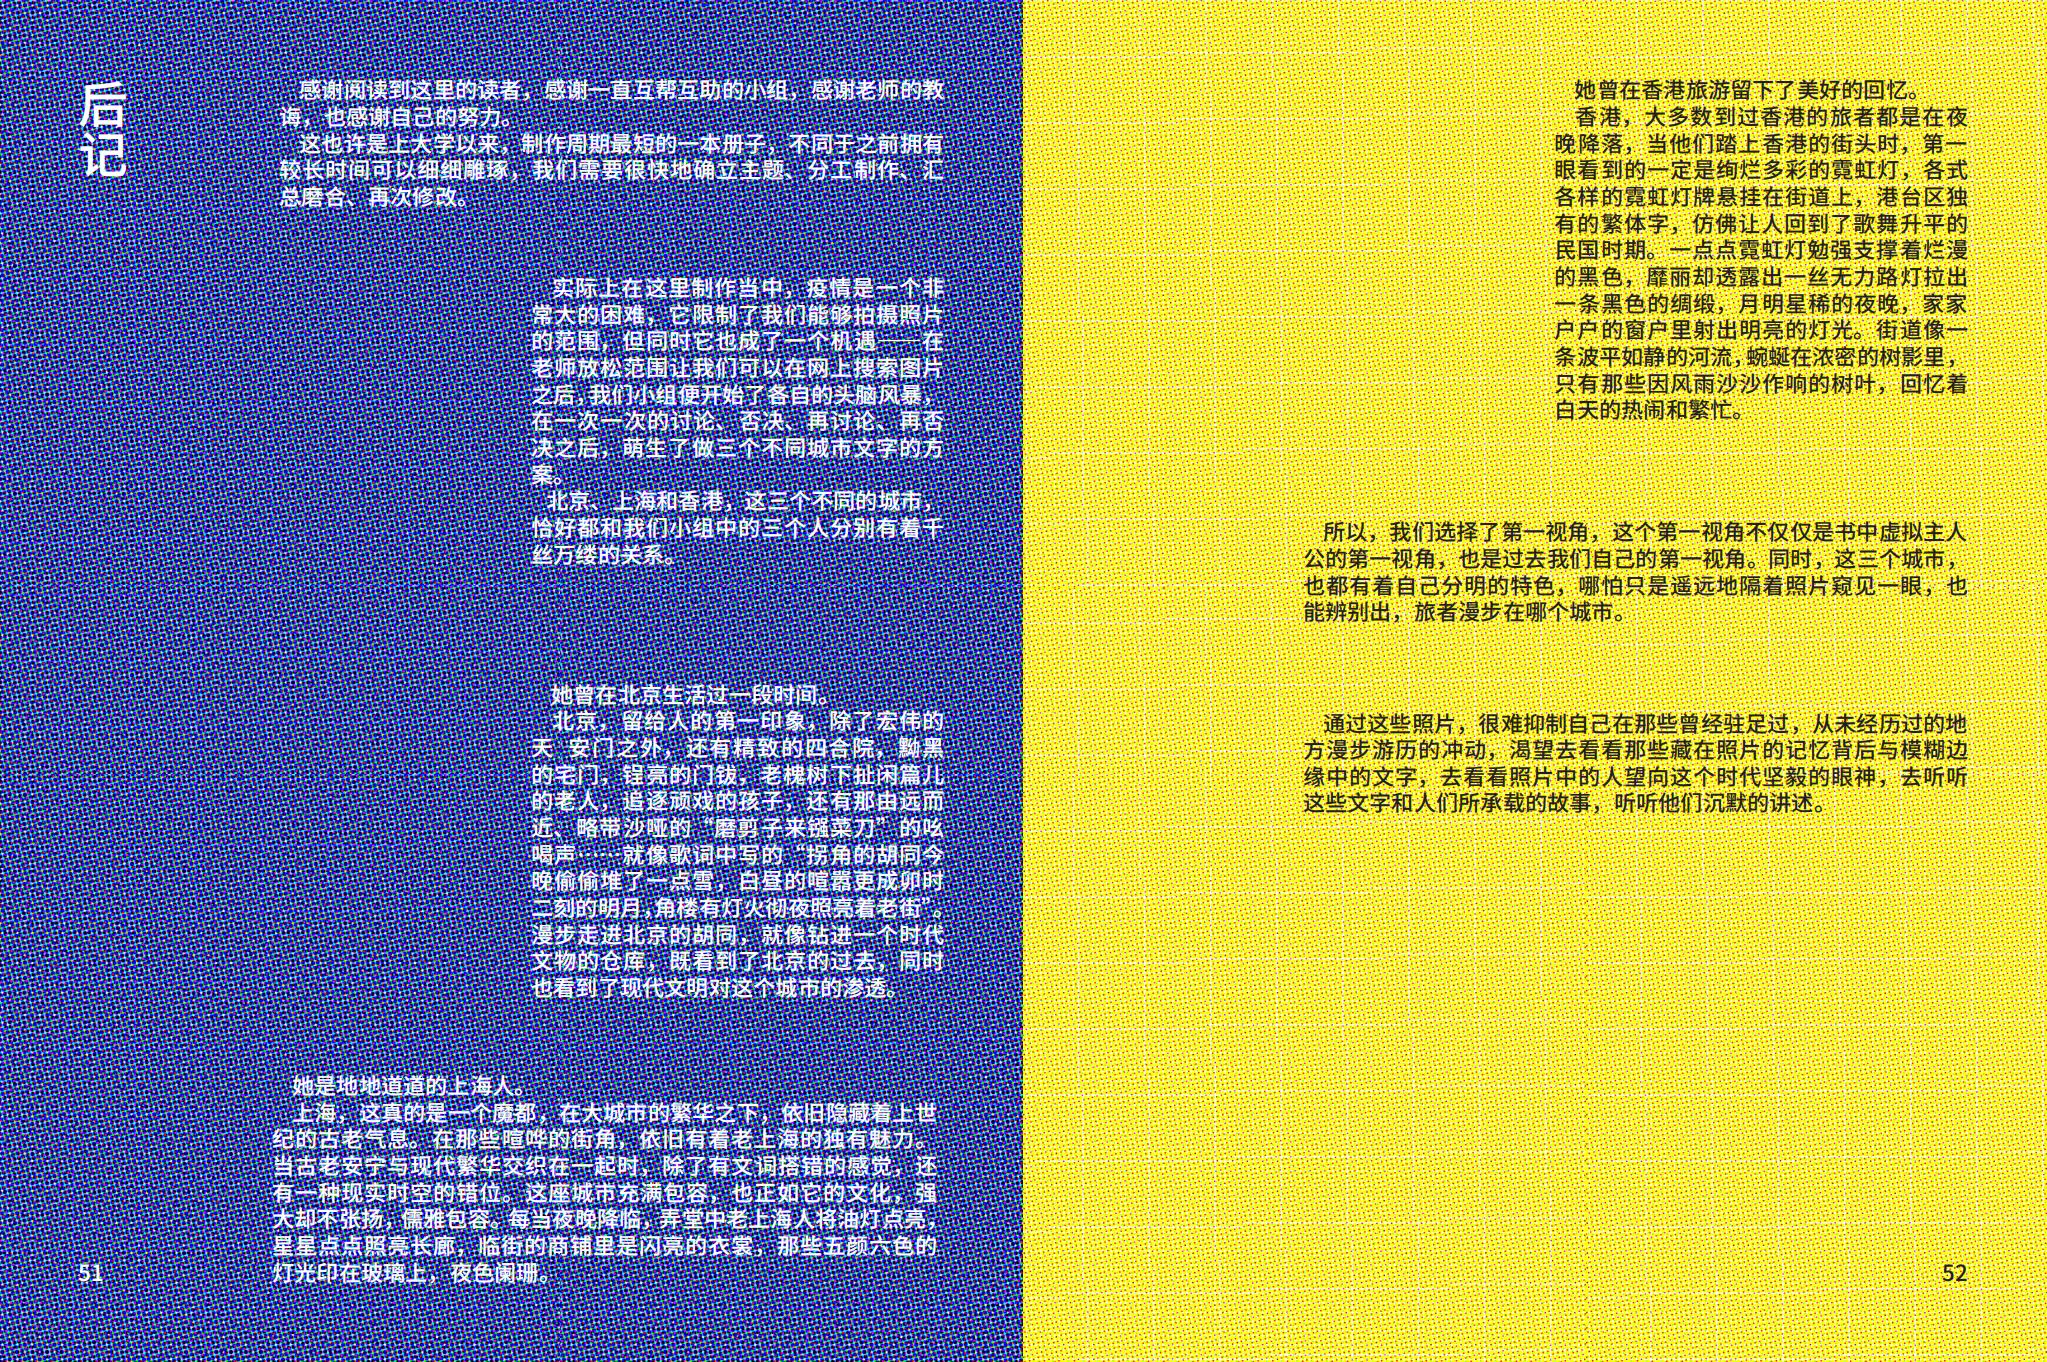 后记
感谢阅读到这里的读者，感谢一直互帮互助的小组，感谢老师的教
诲，也感谢自己的努力。
这也许是上大学以来，制作周期最短的一本册子，不同于之前拥有
较长时间可以细细雕琢，我们需要很快地确立主题、分工制作、汇
总磨合、再次修改。
实际上在这里制作当中，疫情是一个非
常大的困难，它限制了我们能够拍摄照片
的范围，但同时它也成了一个机遇——在
老师放松范围让我们可以在网上搜索图片
之后，我们小组便开始了各自的头脑风暴，
在一次一次的讨论、否决、再讨论、再否
决之后，萌生了做三个不同城市文字的方
案。
北京、上海和香港，这三个不同的城市，
恰好都和我们小组中的三个人分别有着千
丝万缕的关系。
她曾在北京生活过一段时间。
北京，留给人的第一印象，除了宏伟的
天 安门之外，还有精致的四合院，黝黑
的宅门，锃亮的门钹，老槐树下扯闲篇儿
的老人，追逐顽戏的孩子，还有那由远而
近、略带沙哑的“磨剪子来镪菜刀”的吆
喝声……就像歌词中写的“拐角的胡同今
晚偷偷堆了一点雪，白昼的喧嚣更成卯时
二刻的明月，角楼有灯火彻夜照亮着老街”。
漫步走进北京的胡同，就像钻进一个时代
文物的仓库，既看到了北京的过去，同时
也看到了现代文明对这个城市的渗透。
她是地地道道的上海人。
上海，这真的是一个魔都，在大城市的繁华之下，依旧隐藏着上世
纪的古老气息。在那些喧哗的街角，依旧有着老上海的独有魅力。
当古老安宁与现代繁华交织在一起时，除了有文词搭错的感觉，还
有一种现实时空的错位。这座城市充满包容，也正如它的文化，强
大却不张扬，儒雅包容。每当夜晚降临，弄堂中老上海人将油灯点亮，
星星点点照亮长廊，临街的商铺里是闪亮的衣裳，那些五颜六色的
灯光印在玻璃上，夜色阑珊。
51
她曾在香港旅游留下了美好的回忆。
香港，大多数到过香港的旅者都是在夜
晚降落，当他们踏上香港的街头时，第一
眼看到的一定是绚烂多彩的霓虹灯，各式
各样的霓虹灯牌悬挂在街道上，港台区独
有的繁体字，仿佛让人回到了歌舞升平的
民国时期。一点点霓虹灯勉强支撑着烂漫
的黑色，靡丽却透露出一丝无力路灯拉出
一条黑色的绸缎，月明星稀的夜晚，家家
户户的窗户里射出明亮的灯光。街道像一
条波平如静的河流，蜿蜒在浓密的树影里，
只有那些因风雨沙沙作响的树叶，回忆着
白天的热闹和繁忙。
所以，我们选择了第一视角，这个第一视角不仅仅是书中虚拟主人
公的第一视角，也是过去我们自己的第一视角。同时，这三个城市，
也都有着自己分明的特色，哪怕只是遥远地隔着照片窥见一眼，也
能辨别出，旅者漫步在哪个城市。
通过这些照片，很难抑制自己在那些曾经驻足过，从未经历过的地
方漫步游历的冲动，渴望去看看那些藏在照片的记忆背后与模糊边
缘中的文字，去看看照片中的人望向这个时代坚毅的眼神，去听听
这些文字和人们所承载的故事，听听他们沉默的讲述。
52